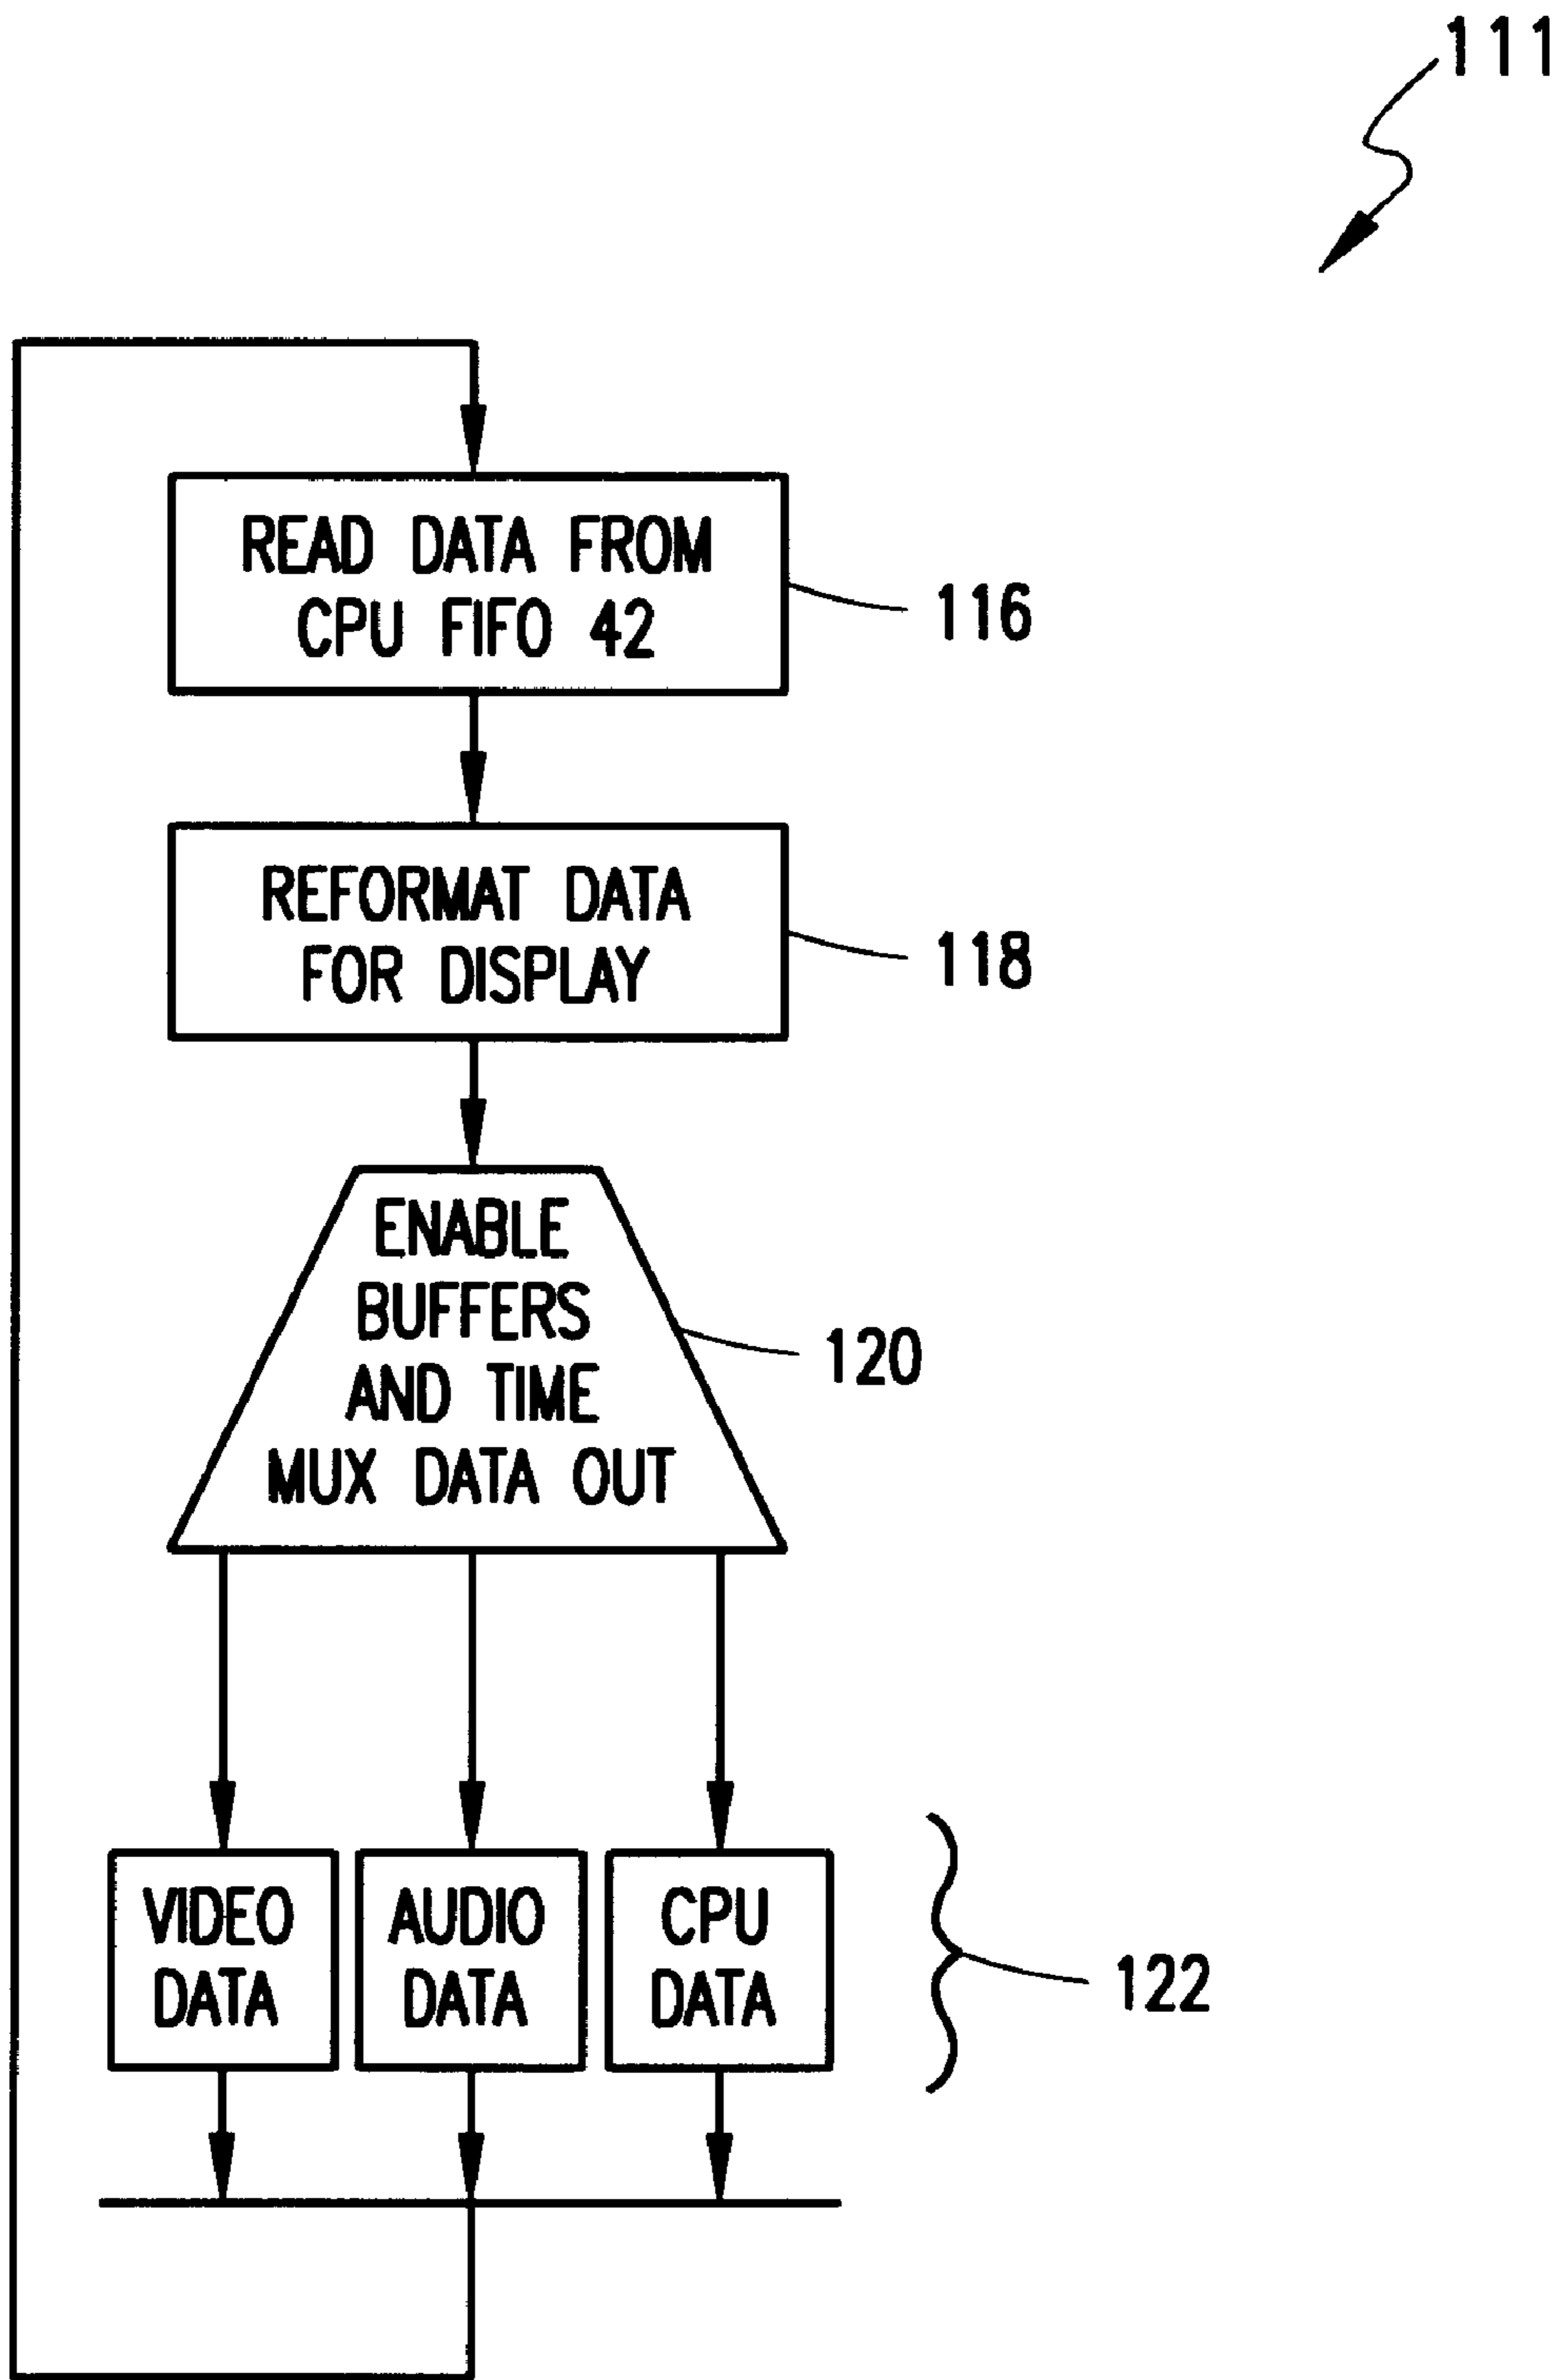 111
READ DATA FROM
CPU FIFO 42
116
REFORMAT DATA
FOR DISPLAY
118
ENABLE
BUFFERS
AND TIME
MUX DATA OUT
120
VIDEO
DATA
AUDIO
DATA
CPU
DATA
122